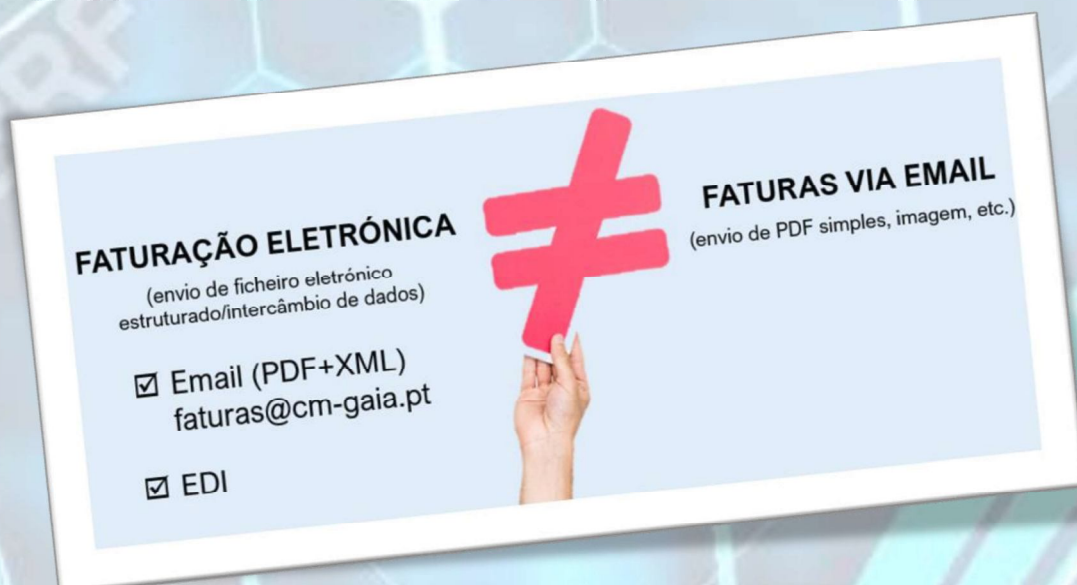 FATURAÇÃO ELETRÓNICA
(envio de ficheiro eletrónico
estruturado/intercâmbio de dados)
☑ Email (PDF+XML)
faturas@cm-gaia.pt
☑ EDI
FATURAS VIA EMAIL
(envio de PDF simples, imagem, etc.)